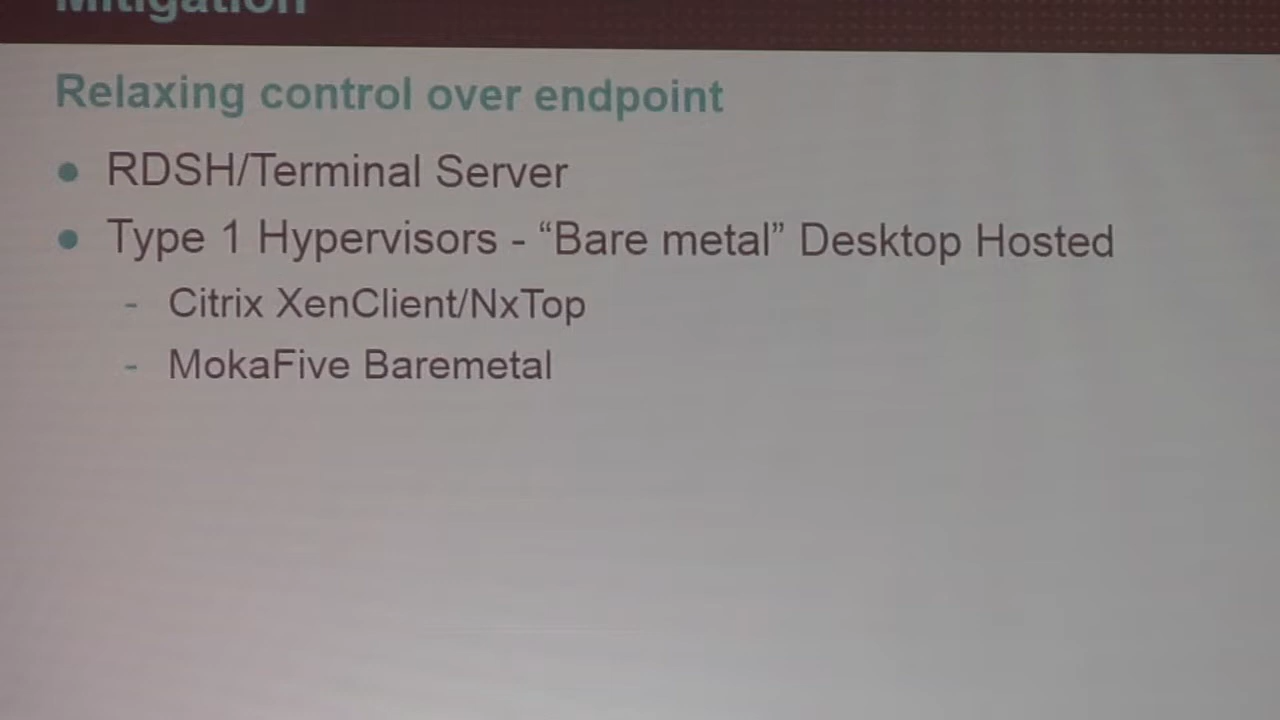 Mitigation
Relaxing control over endpoint
● RDSH/Terminal Server
● Type 1 Hypervisors - “Bare metal” Desktop Hosted
- Citrix XenClient/NxTop
- MokaFive Baremetal